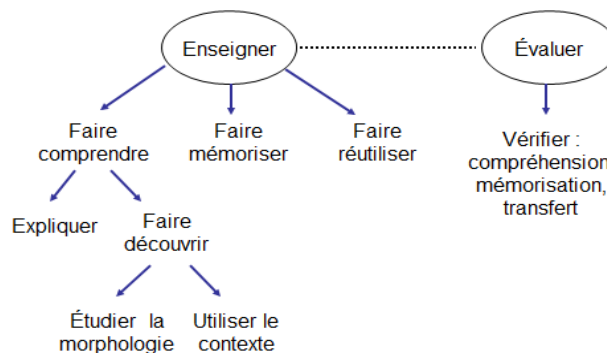 Enseigner
Évaluer
Faire
comprendre
Faire
mémoriser
Faire
réutiliser
Vérifier :
compréhension,
mémorisation,
transfert
Expliquer
Faire
découvrir
Étudier la
morphologie
Utiliser le
contexte